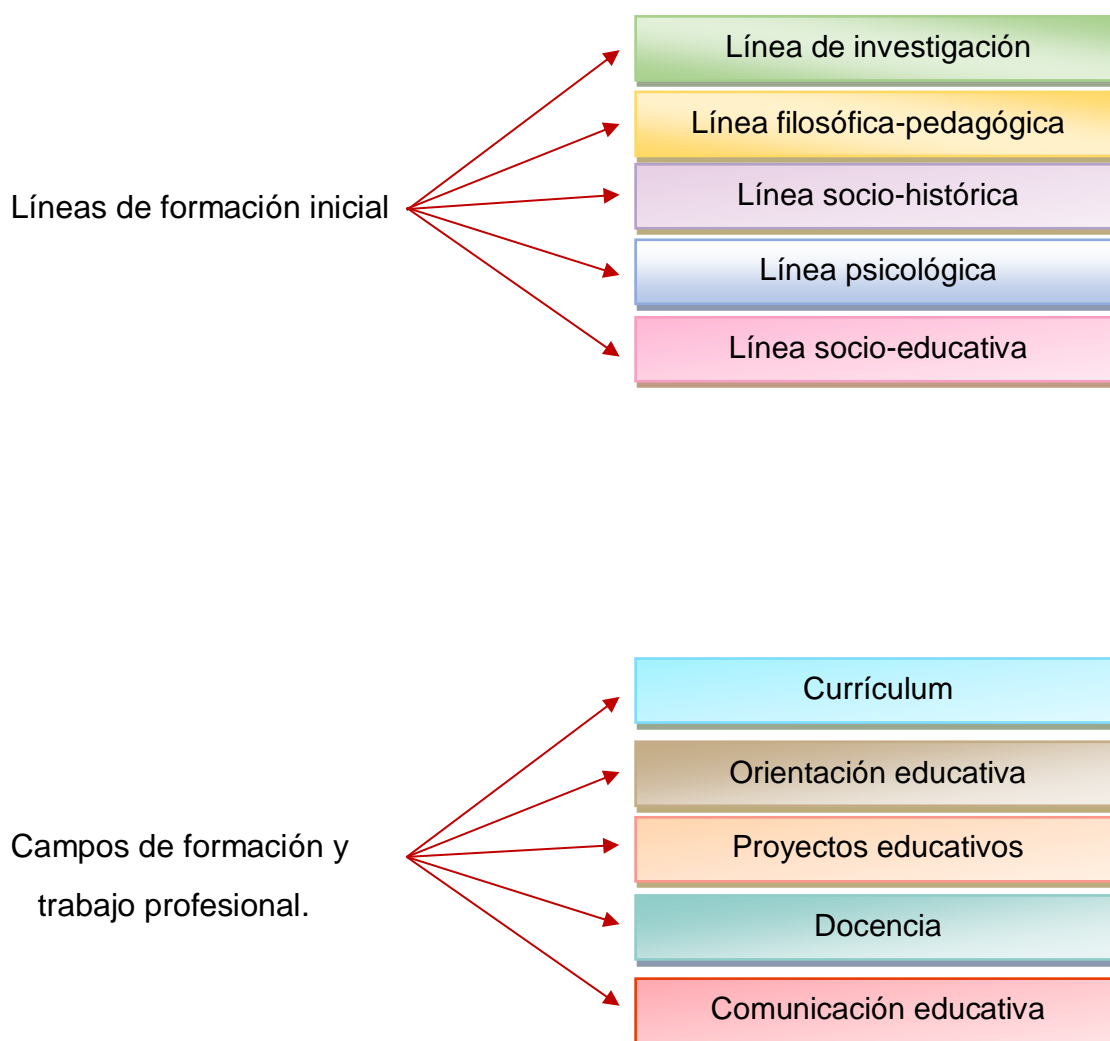 Líneas de formación inicial
Línea de investigación
Línea filosófica-pedagógica
Línea socio-histórica
Línea psicológica
Línea socio-educativa
Campos de formación y
trabajo profesional.
Currículum
Orientación educativa
Proyectos educativos
Docencia
Comunicación educativa